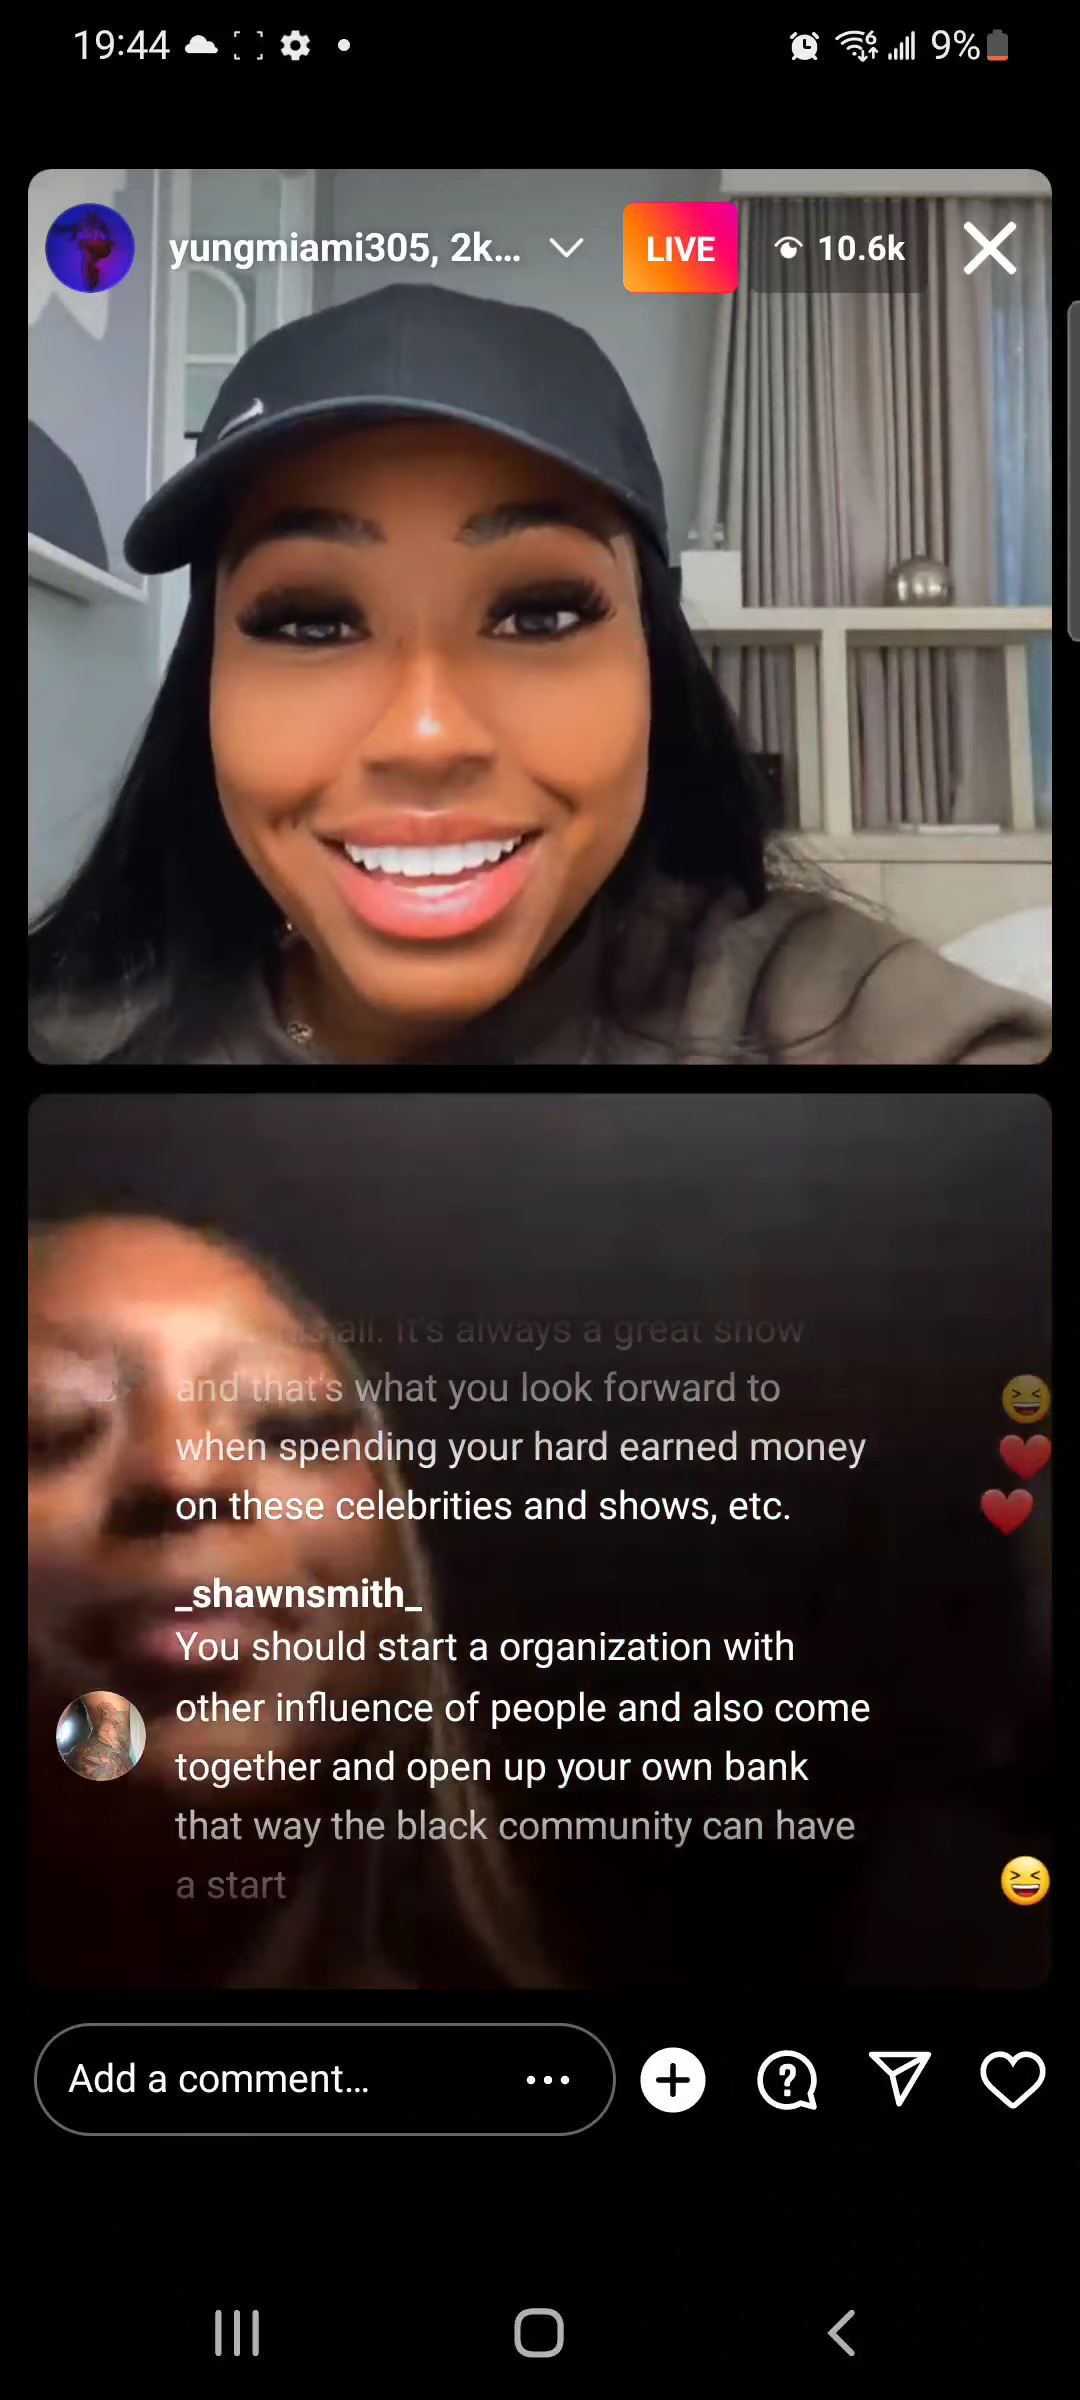 19:44 9%
yungmiami305, 2k... LIVE 10.6k
all. It's always a great show
and that's what you look forward to
when spending your hard earned money
on these celebrities and shows, etc.
_shawnsmith_
You should start a organization with
other influence of people and also come
together and open up your own bank
that way the black community can have
a start
Add a comment...